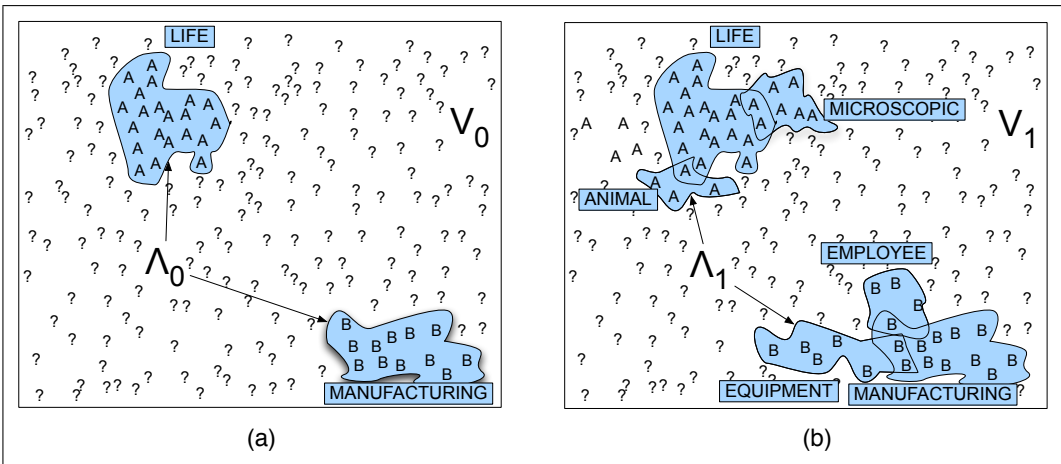 LIFE
V0
Λ0
MANUFACTURING
(a)
LIFE
MICROSCOPIC
V1
ANIMAL
EMPLOYEE
Λ1
EQUIPMENT
MANUFACTURING
(b)